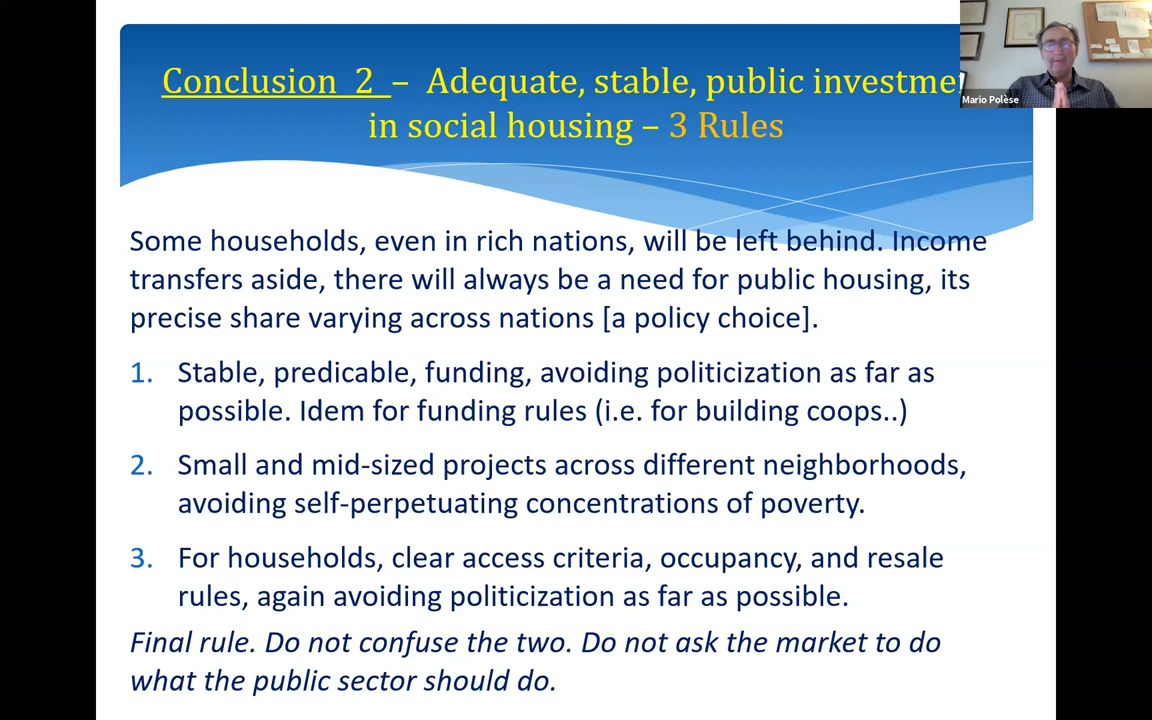 Conclusion 2 – Adequate, stable, public investme
in social housing – 3 Rules
Mario Polèse
Some households, even in rich nations, will be left behind. Income
transfers aside, there will always be a need for public housing, its
precise share varying across nations [a policy choice].
1. Stable, predicable, funding, avoiding politicization as far as
possible. Idem for funding rules (i.e. for building coops..)
2. Small and mid-sized projects across different neighborhoods,
avoiding self-perpetuating concentrations of poverty.
3. For households, clear access criteria, occupancy, and resale
rules, again avoiding politicization as far as possible.
Final rule. Do not confuse the two. Do not ask the market to do
what the public sector should do.